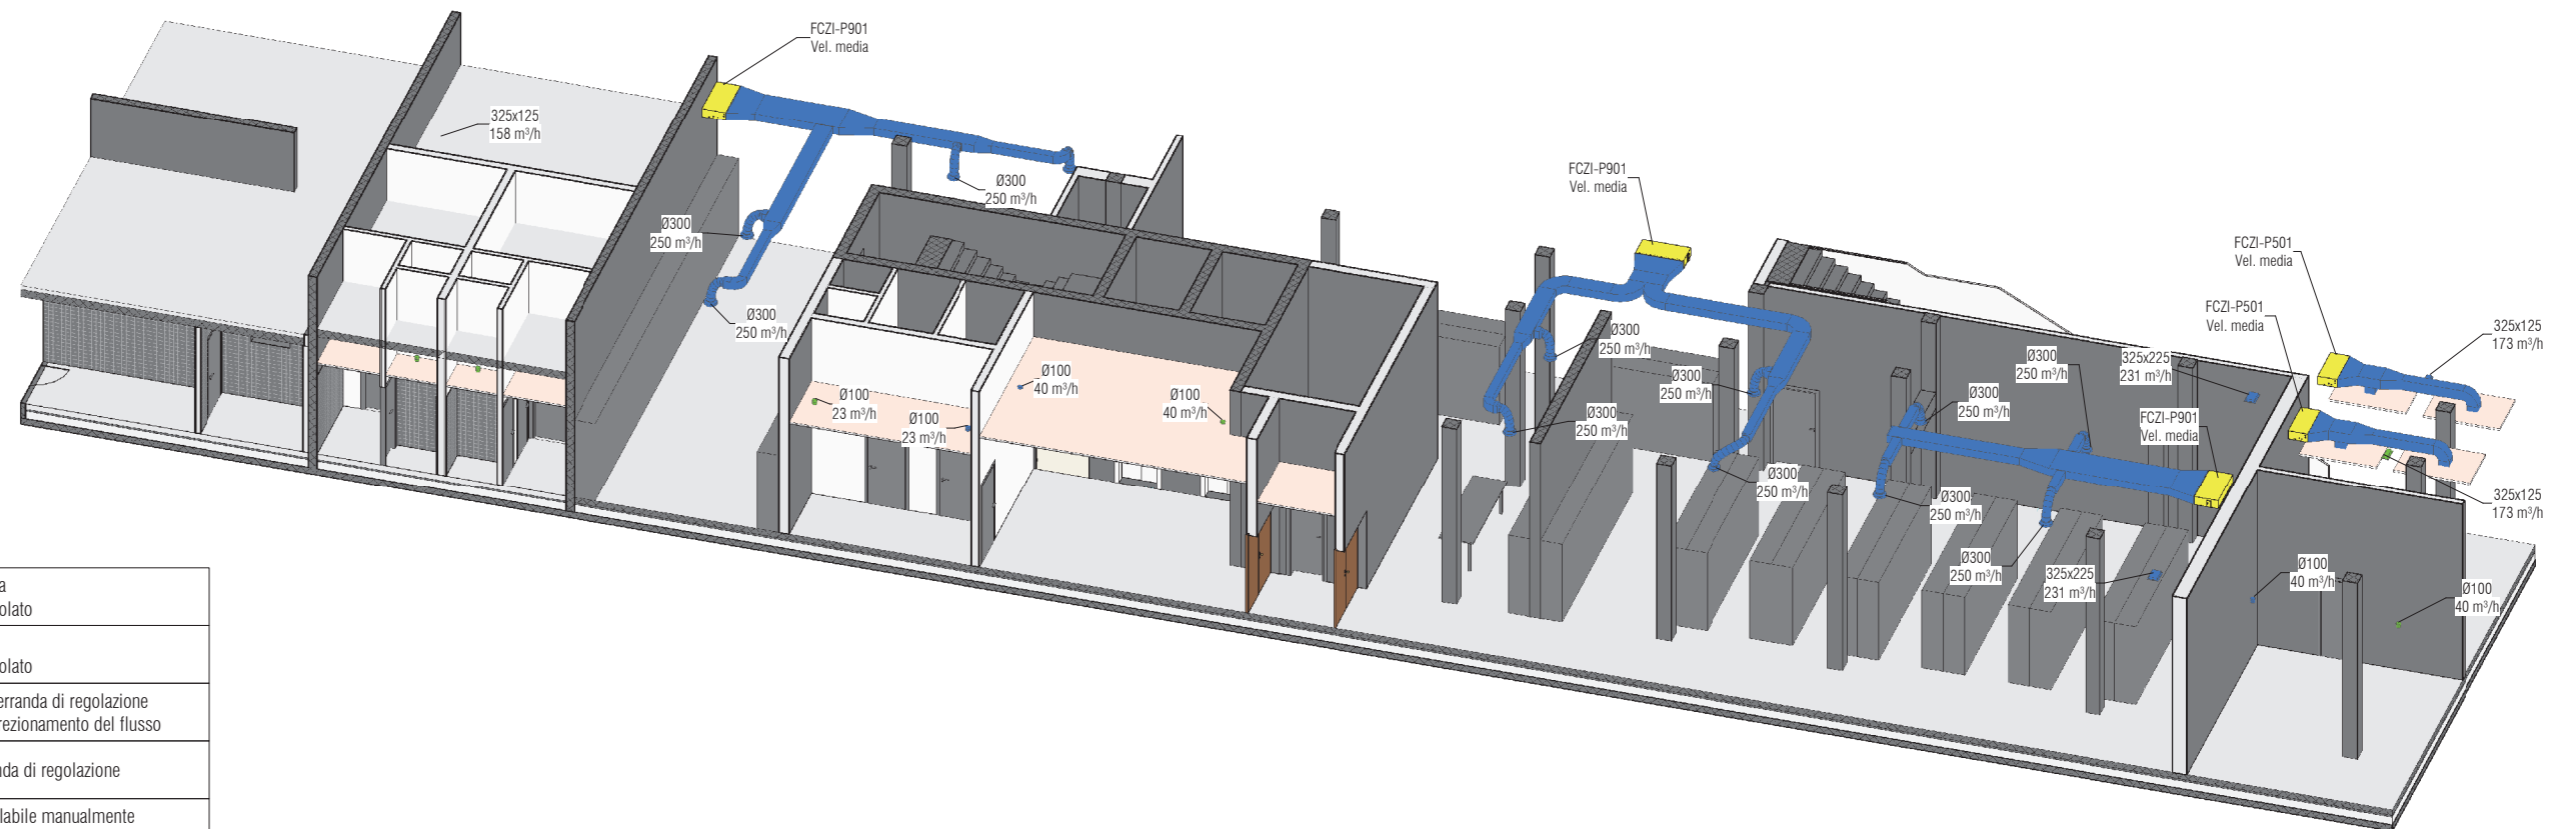 FCZI-P901
Vel. media
325x125
158 m³/h
Ø300
250 m³/h
Ø300
250 m³/h
Ø300
250 m³/h
Ø100
23 m³/h
Ø100
23 m³/h
Ø100
40 m³/h
Ø100
40 m³/h
FCZI-P901
Vel. media
Ø300
250 m³/h
Ø300
250 m³/h
Ø300
250 m³/h
Ø300
250 m³/h
Ø300
250 m³/h
Ø300
250 m³/h
Ø300
250 m³/h
Ø300
250 m³/h
325x225
231 m³/h
325x225
231 m³/h
FCZI-P901
Vel. media
FCZI-P501
Vel. media
FCZI-P501
Vel. media
325x125
173 m³/h
325x125
173 m³/h
Ø100
40 m³/h
Ø100
40 m³/h
a
olato
olato
erranda di regolazione
rezionamento del flusso
nda di regolazione
labile manualmente